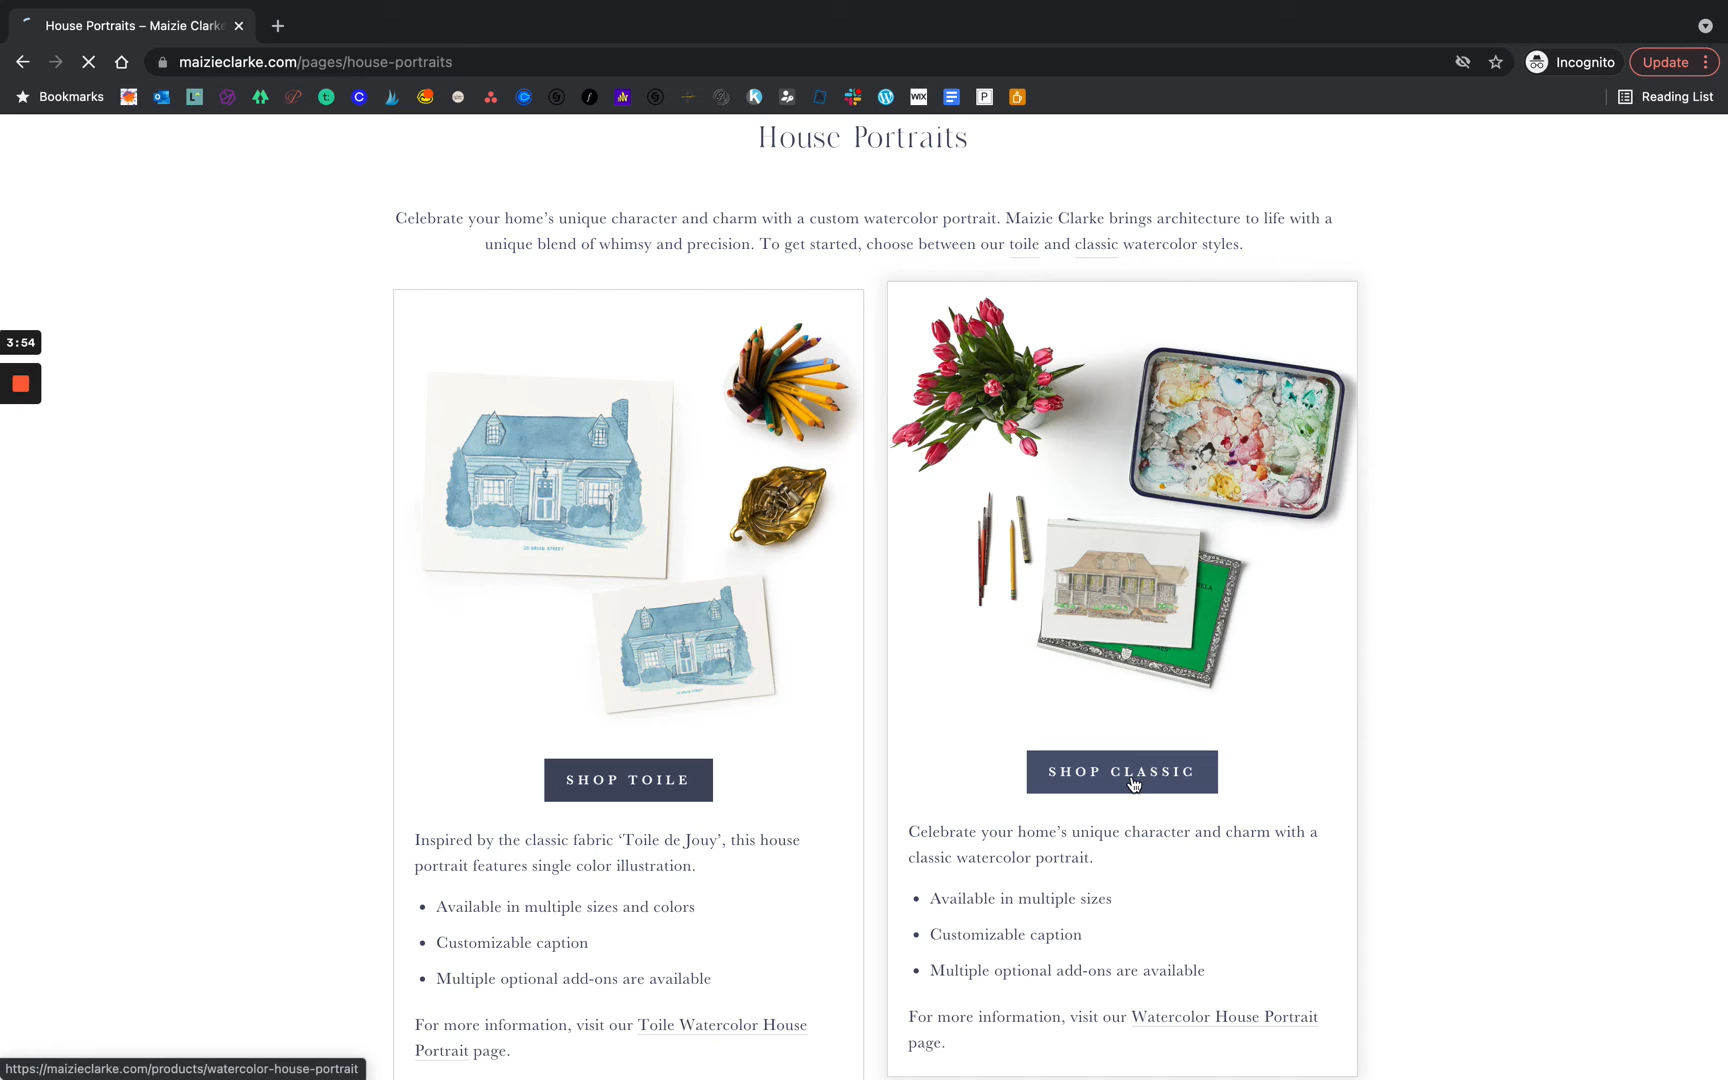 House Portraits – Maizie Clarke
maizieclarke.com/pages/house-portraits
Incognito
Update
Bookmarks
Reading List
House Portraits
Celebrate your home's unique character and charm with a custom watercolor portrait. Maizie Clarke brings architecture to life with a
unique blend of whimsy and precision. To get started, choose between our toile and classic watercolor styles.
3:54
SHOP TOILE
Inspired by the classic fabric ‘Toile de Jouy’, this house
portrait features single color illustration.
• Available in multiple sizes and colors
• Customizable caption
• Multiple optional add-ons are available
For more information, visit our Toile Watercolor House
Portrait page.
SHOP CLASSIC
Celebrate your home’s unique character and charm with a
classic watercolor portrait.
• Available in multiple sizes
• Customizable caption
• Multiple optional add-ons are available
For more information, visit our Watercolor House Portrait
page.
https://maizieclarke.com/products/watercolor-house-portrait